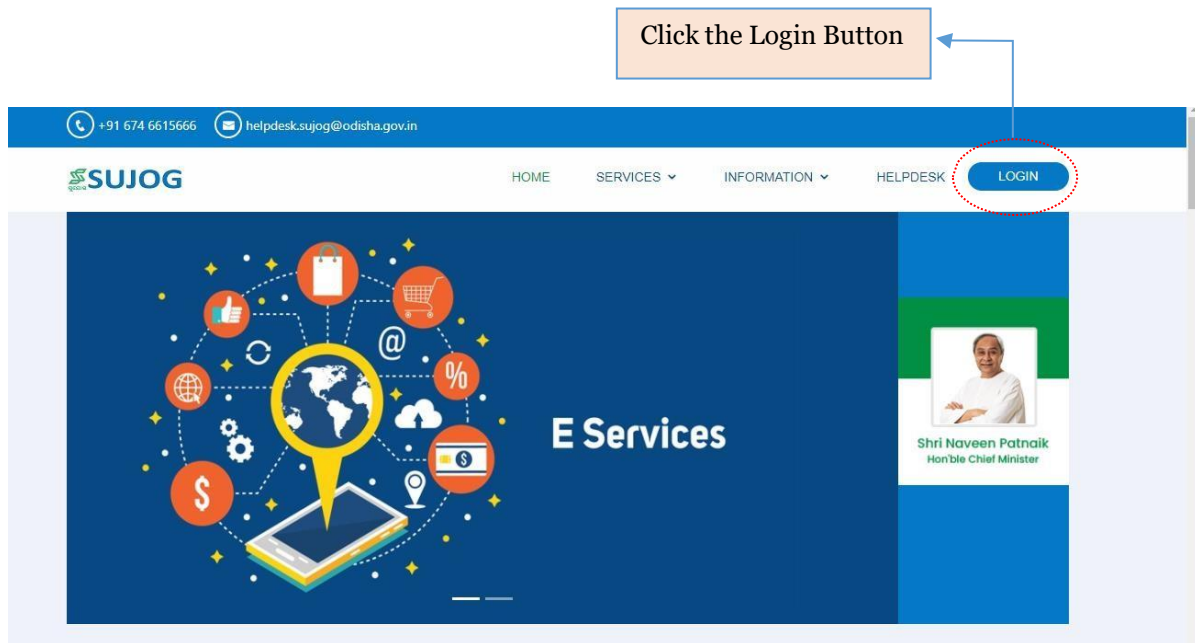 Click the Login Button
+91 674 6615666 helpdesk.sujog@odisha.gov.in
ସୁଯୋଗ SUJOG HOME SERVICES INFORMATION HELPDESK LOGIN
@
%
$
$
E Services
Shri Naveen Patnaik
Hon'ble Chief Minister